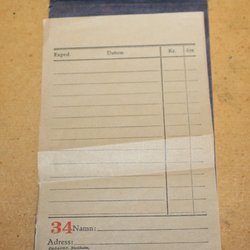 Exped. Datum Kr. öre
34 Namn:
Adress: